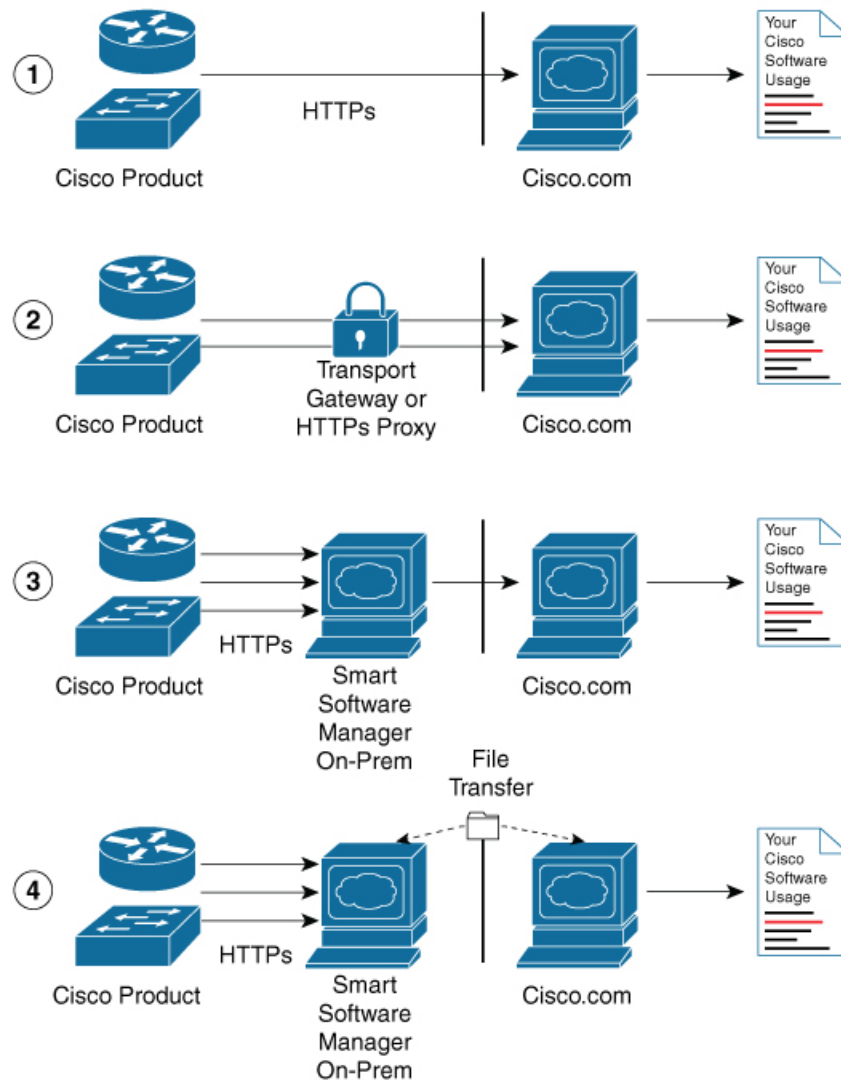 1
HTTPs
Cisco Product
Cisco.com
Your
Cisco
Software
Usage
2
Transport
Gateway or
HTTPs Proxy
Cisco Product
Cisco.com
Your
Cisco
Software
Usage
3
HTTPs
Cisco Product
Smart
Software
Manager
On-Prem
Cisco.com
Your
Cisco
Software
Usage
File
Transfer
4
HTTPs
Cisco Product
Smart
Software
Manager
On-Prem
Cisco.com
Your
Cisco
Software
Usage